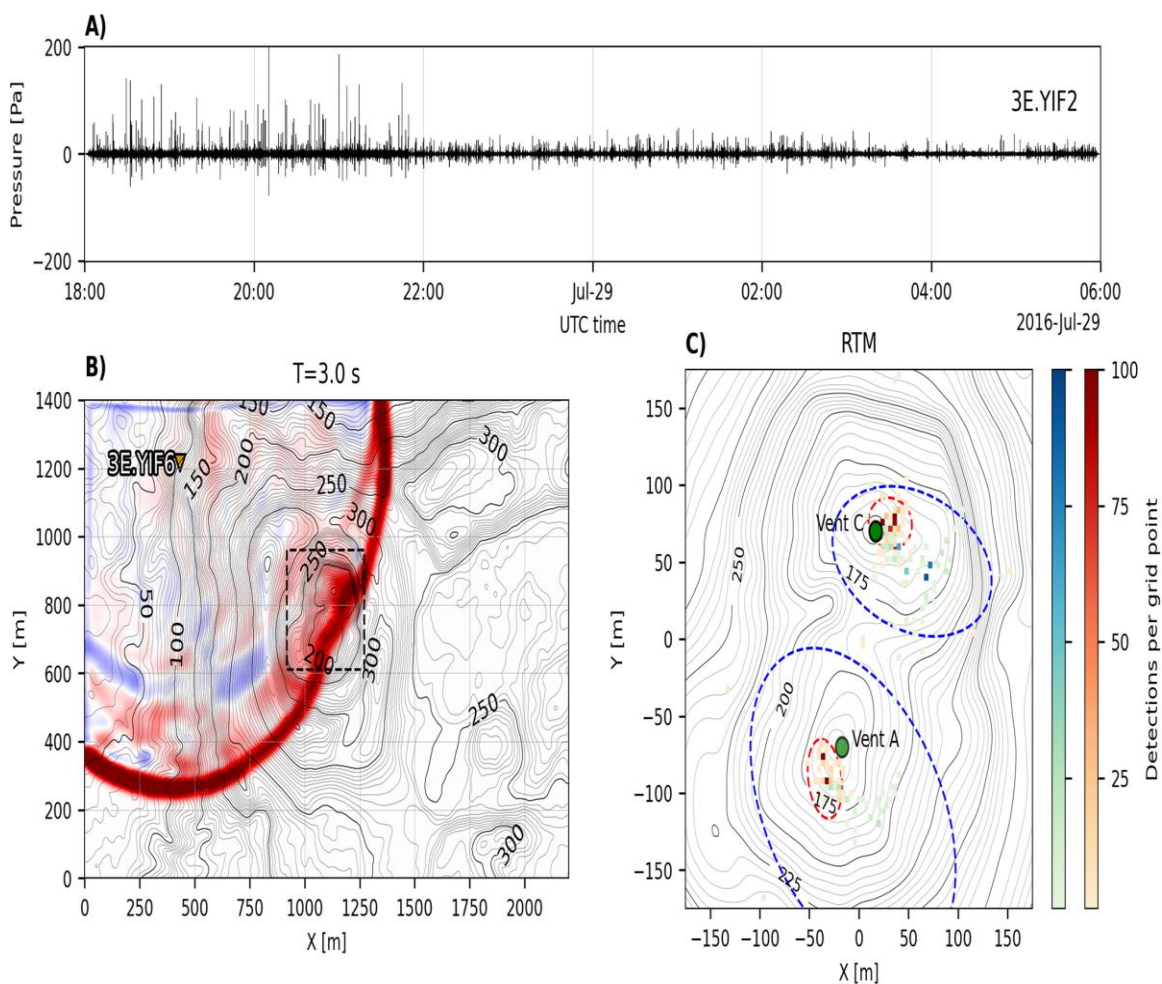 A)
200
0
−200
Pressure [Pa]
3E.YIF2
18:00 20:00 22:00 Jul-29 02:00 04:00 06:00
UTC time
2016-Jul-29
B)
T=3.0 s
1400
1200
1000
800
600
400
200
0
Y [m]
3E.YIF6
150
150
150
200
250
300
300
250
50
100
200
300
250
300
0 250 500 750 1000 1250 1500 1750 2000
X [m]
C)
RTM
150
100
50
0
−50
−100
−150
Y [m]
Vent C
175
250
200
Vent A
175
225
−150 −100 −50 0 50 100 150
X [m]
100
75
50
25
Detections per grid point